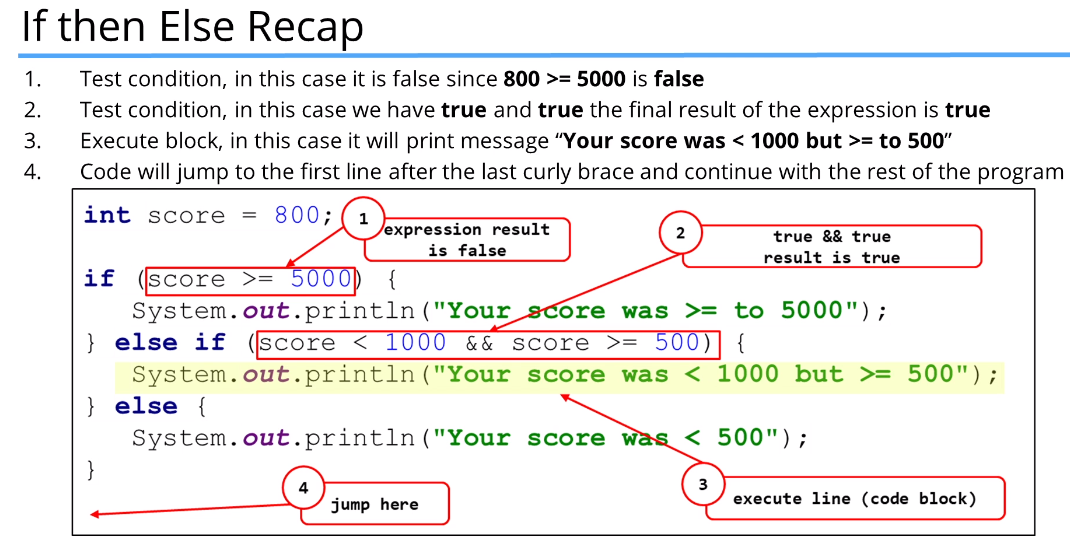 If then Else Recap
1. Test condition, in this case it is false since 800 >= 5000 is false
2. Test condition, in this case we have true and true the final result of the expression is true
3. Execute block, in this case it will print message “Your score was < 1000 but >= to 500”
4. Code will jump to the first line after the last curly brace and continue with the rest of the program
int score = 800;
1
expression result
is false
2
true && true
result is true
if (score >= 5000) {
System.out.println("Your score was >= to 5000");
} else if (score < 1000 && score >= 500) {
System.out.println("Your score was < 1000 but >= 500");
} else {
System.out.println("Your score was < 500");
}
4
jump here
3
execute line (code block)